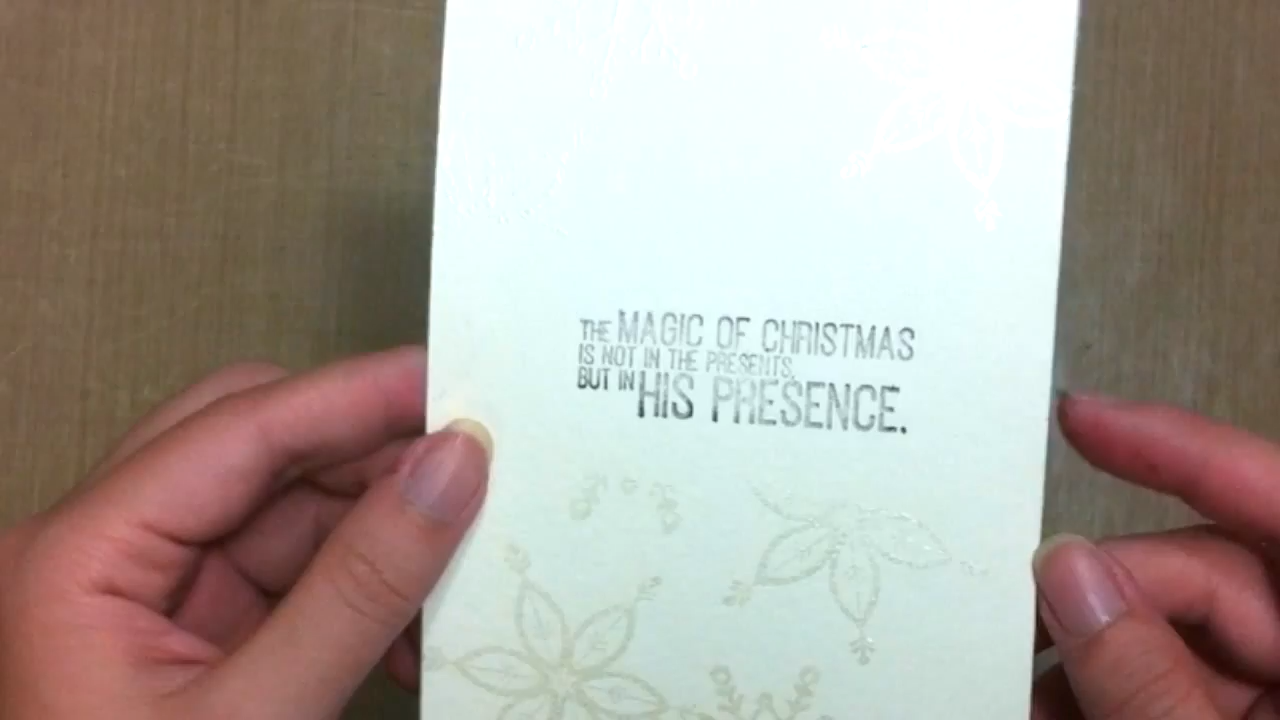 THE MAGIC OF CHRISTMAS
IS NOT IN THE PRESENTS,
BUT IN HIS PRESENCE.